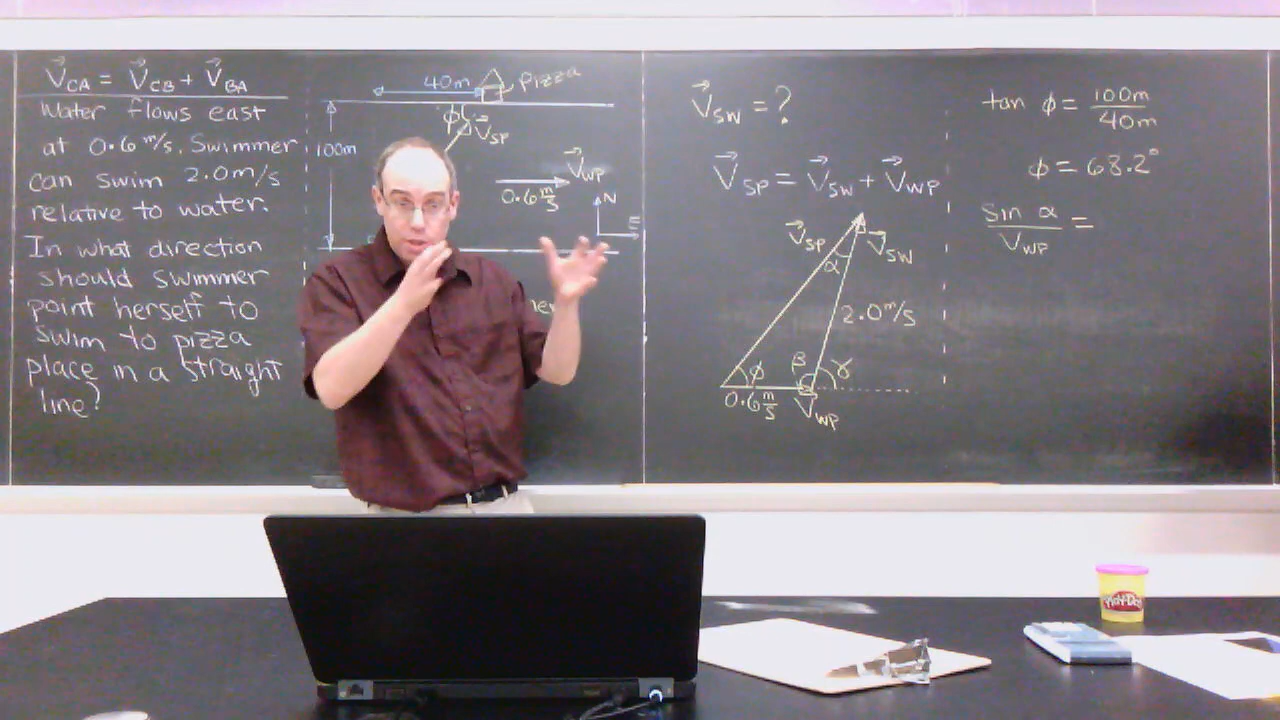 V⃗CA = V⃗CB + V⃗BA
Water flows east
at 0.6 m/s. Swimmer
can swim 2.0 m/s
relative to water.
In what direction
should swimmer
point herself to
swim to pizza
place in a straight
line?
40m
Pizza
100m
ϕ
V⃗SP
V⃗WP
0.6 m/s
N
E
V⃗SW = ?
V⃗SP = V⃗SW + V⃗WP
V⃗SP
α
V⃗SW
2.0 m/s
ϕ
β
γ
0.6 m/s
V⃗WP
tan ϕ = 100m/40m
ϕ = 68.2°
Sin α/VWP =
Play-Doh